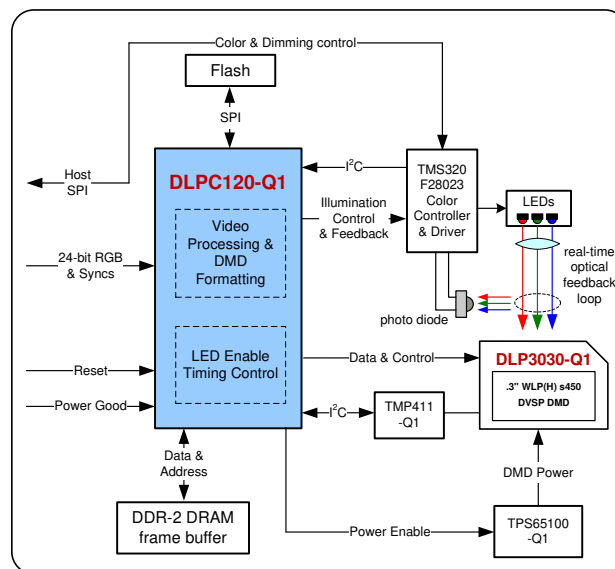 Color & Dimming control
Flash
SPI
Host
SPI
I²C
DLPC120-Q1
TMS320
F28023
Color
Controller
& Driver
LEDs
Video
Processing &
DMD
Formatting
Illumination
Control
& Feedback
24-bit RGB
& Syncs
real-time
optical
feedback
loop
photo diode
LED Enable
Timing Control
Data & Control
DLP3030-Q1
.3" WLP(H) s450
DVSP DMD
Reset
Power Good
I²C
TMP411
-Q1
Data &
Address
DMD Power
DDR-2 DRAM
frame buffer
Power Enable
TPS65100
-Q1